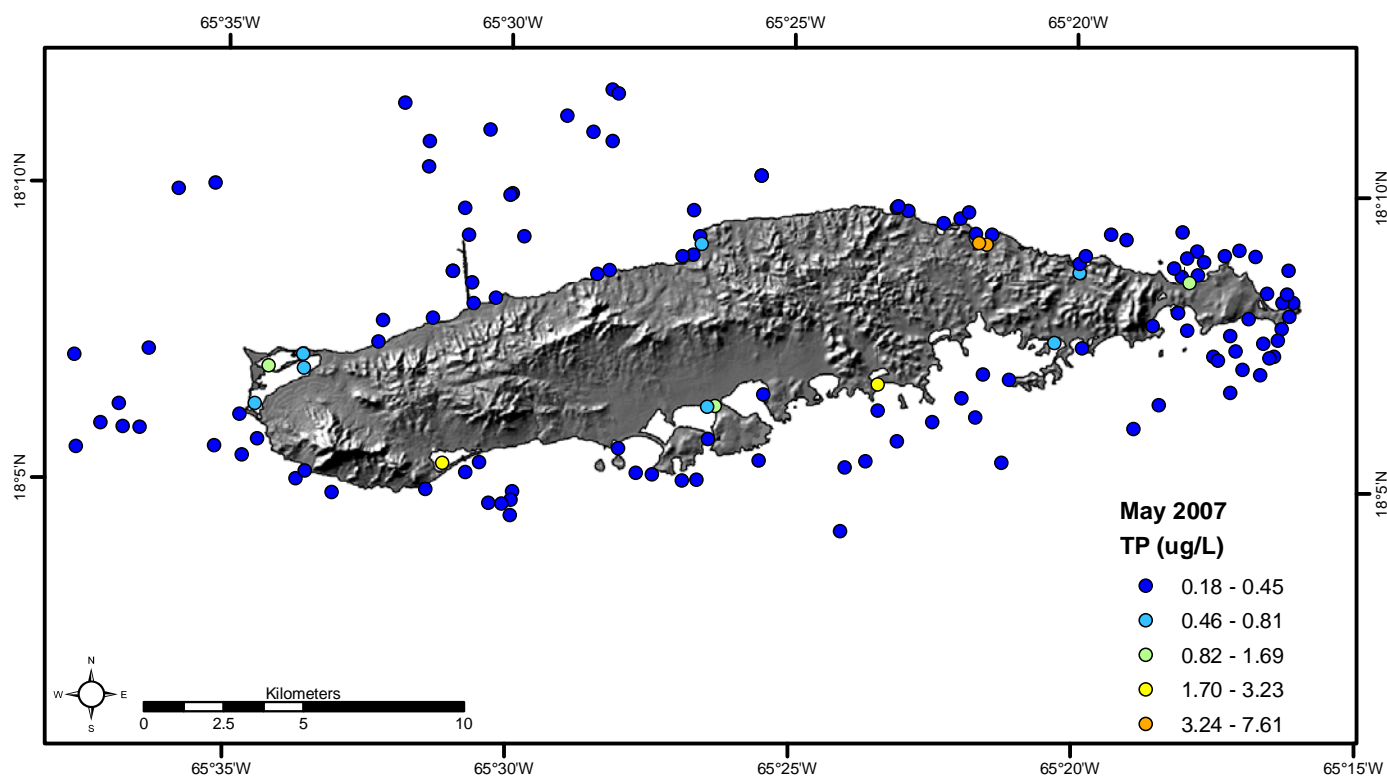 65°35'W 65°30'W 65°25'W 65°20'W
18°10'N 18°10'N
18°5'N 18°5'N
May 2007
TP (ug/L)
0.18 - 0.45
0.46 - 0.81
0.82 - 1.69
1.70 - 3.23
3.24 - 7.61
N
W E
S
Kilometers
0 2.5 5 10
65°35'W 65°30'W 65°25'W 65°20'W 65°15'W